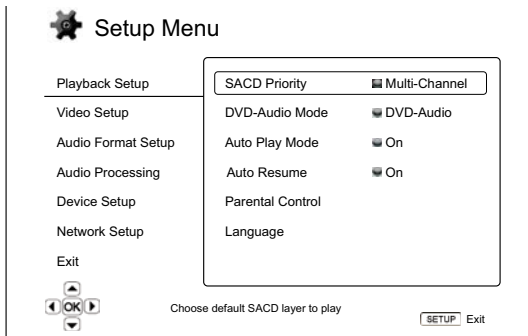 Setup Menu
Playback Setup
Video Setup
Audio Format Setup
Audio Processing
Device Setup
Network Setup
Exit
SACD Priority Multi-Channel
DVD-Audio Mode DVD-Audio
Auto Play Mode On
Auto Resume On
Parental Control
Language
OK
Choose default SACD layer to play
SETUP Exit